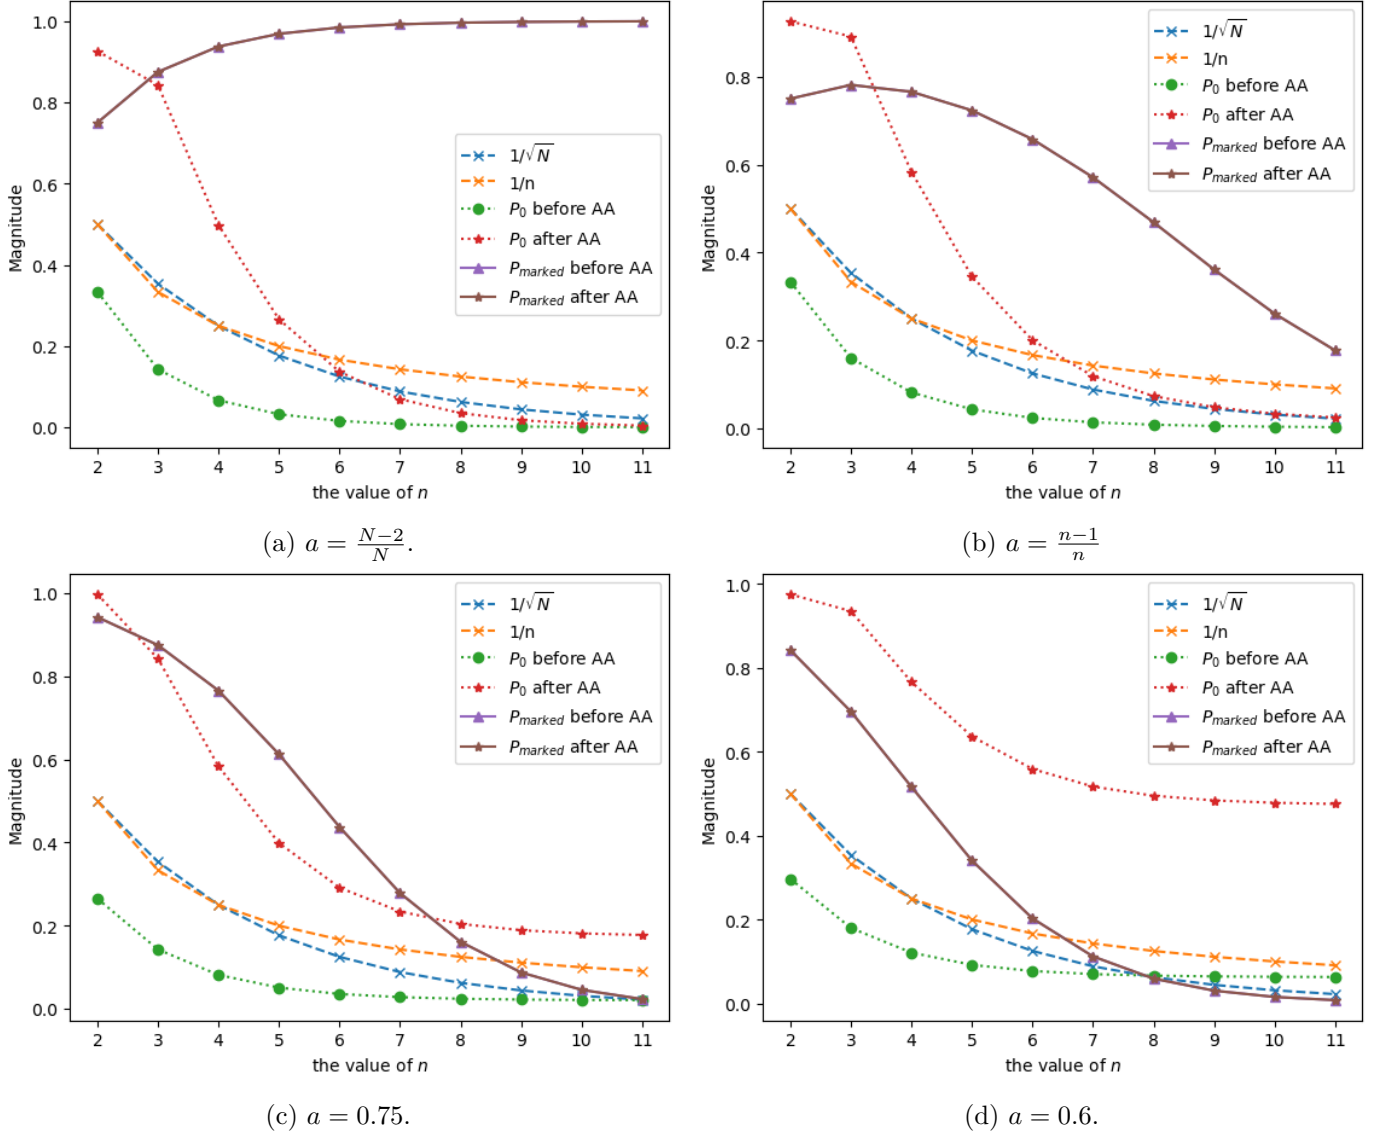 1.0
0.8
0.6
0.4
0.2
0.0
Magnitude
2 3 4 5 6 7 8 9 10 11
the value of n
1/√N
1/n
P₀ before AA
P₀ after AA
P_marked before AA
P_marked after AA
(a) a = (N−2)/N.
0.8
0.6
0.4
0.2
0.0
Magnitude
2 3 4 5 6 7 8 9 10 11
the value of n
1/√N
1/n
P₀ before AA
P₀ after AA
P_marked before AA
P_marked after AA
(b) a = (n−1)/n
1.0
0.8
0.6
0.4
0.2
0.0
Magnitude
2 3 4 5 6 7 8 9 10 11
the value of n
1/√N
1/n
P₀ before AA
P₀ after AA
P_marked before AA
P_marked after AA
(c) a = 0.75.
1.0
0.8
0.6
0.4
0.2
0.0
Magnitude
2 3 4 5 6 7 8 9 10 11
the value of n
1/√N
1/n
P₀ before AA
P₀ after AA
P_marked before AA
P_marked after AA
(d) a = 0.6.